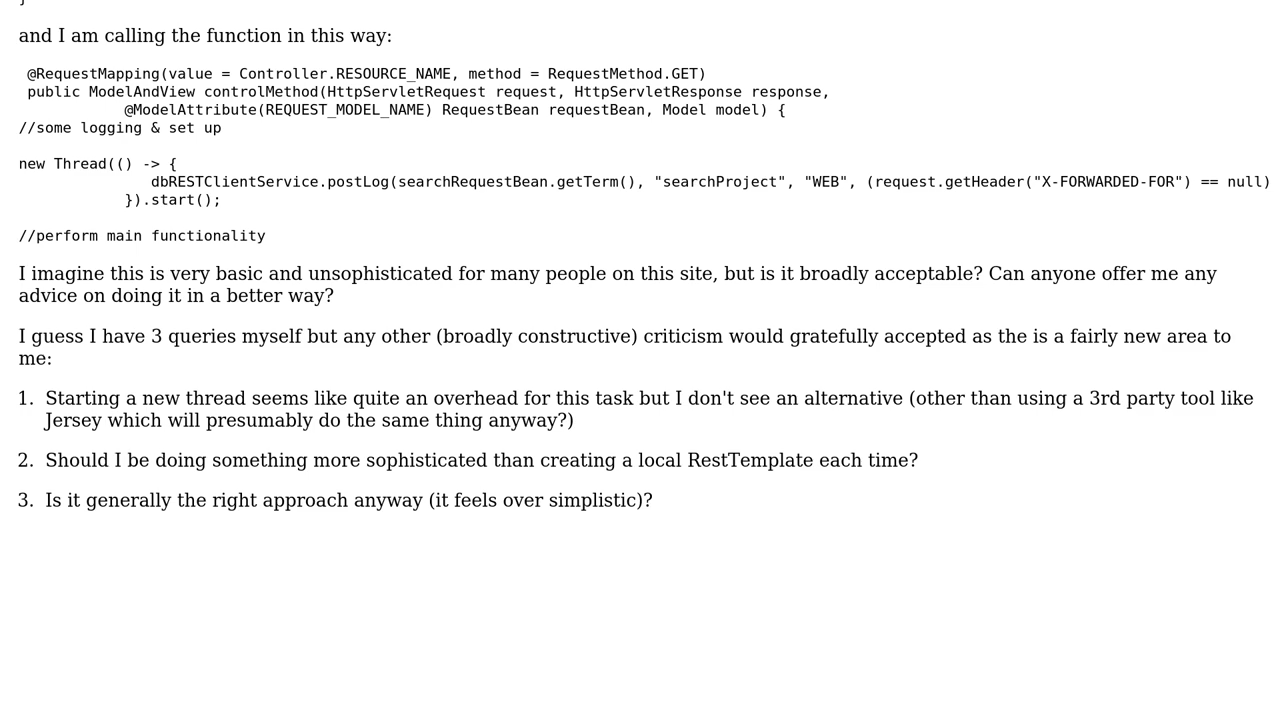 }
and I am calling the function in this way:
@RequestMapping(value = Controller.RESOURCE_NAME, method = RequestMethod.GET)
public ModelAndView controlMethod(HttpServletRequest request, HttpServletResponse response,
@ModelAttribute(REQUEST_MODEL_NAME) RequestBean requestBean, Model model) {
//some logging & set up
new Thread(() -> {
dbRESTClientService.postLog(searchRequestBean.getTerm(), "searchProject", "WEB", (request.getHeader("X-FORWARDED-FOR") == null)
}).start();
//perform main functionality
I imagine this is very basic and unsophisticated for many people on this site, but is it broadly acceptable? Can anyone offer me any
advice on doing it in a better way?
I guess I have 3 queries myself but any other (broadly constructive) criticism would gratefully accepted as the is a fairly new area to
me:
1. Starting a new thread seems like quite an overhead for this task but I don't see an alternative (other than using a 3rd party tool like
Jersey which will presumably do the same thing anyway?)
2. Should I be doing something more sophisticated than creating a local RestTemplate each time?
3. Is it generally the right approach anyway (it feels over simplistic)?